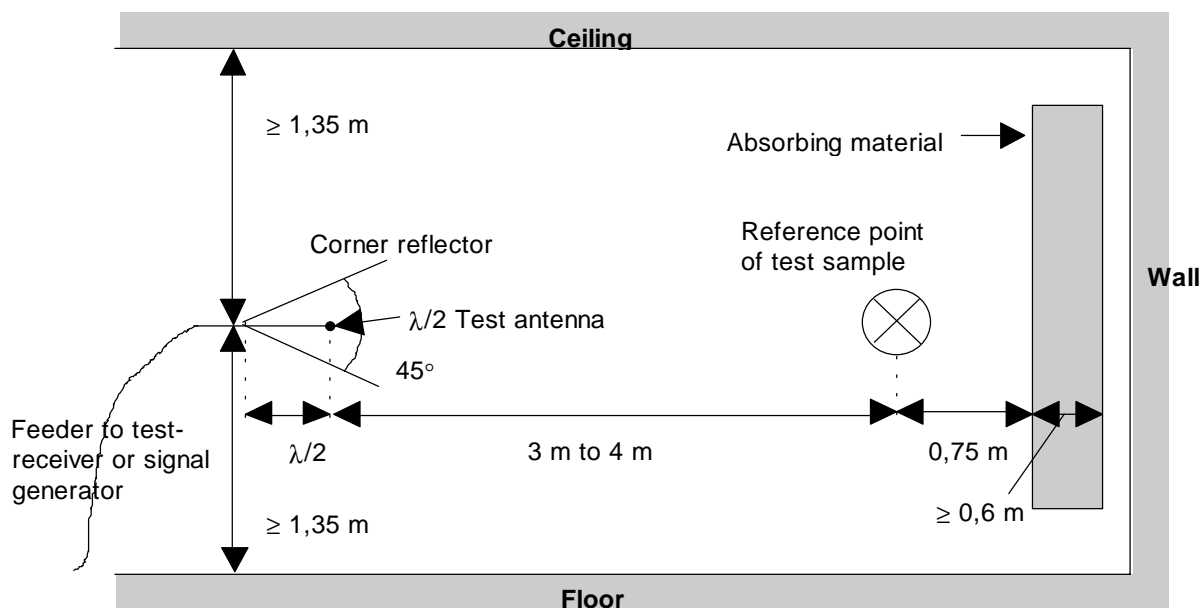 Ceiling
≥ 1,35 m
Absorbing material
Corner reflector
Reference point
of test sample
Wall
λ/2 Test antenna
45°
Feeder to test-
receiver or signal
generator
λ/2
3 m to 4 m
0,75 m
≥ 0,6 m
≥ 1,35 m
Floor